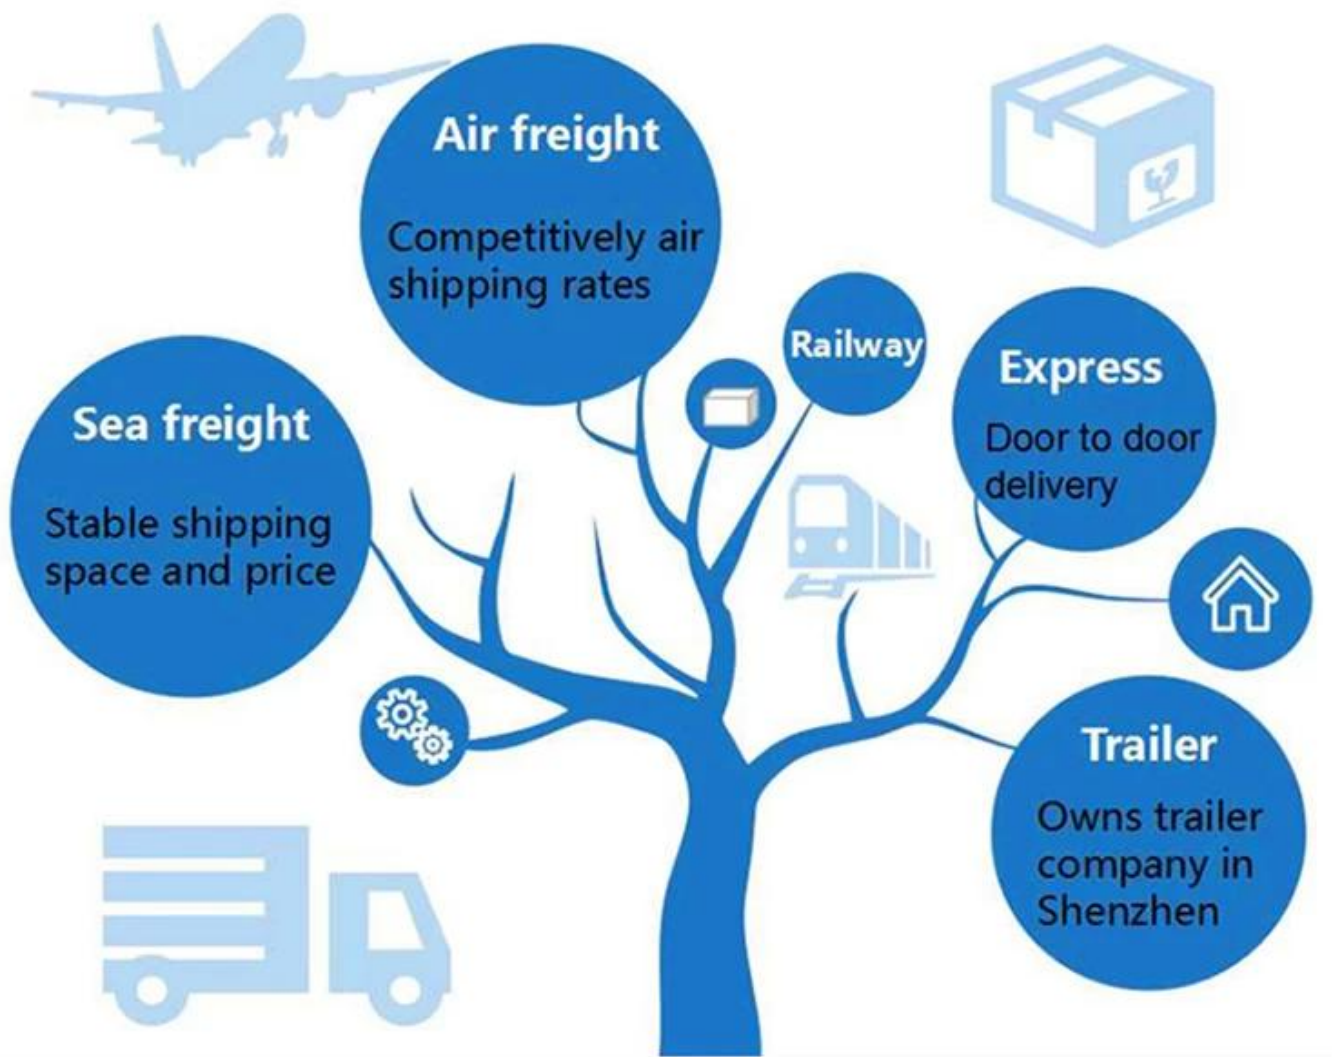 Air freight
Competitively air
shipping rates
Railway
Express
Door to door
delivery
Sea freight
Stable shipping
space and price
Trailer
Owns trailer
company in
Shenzhen